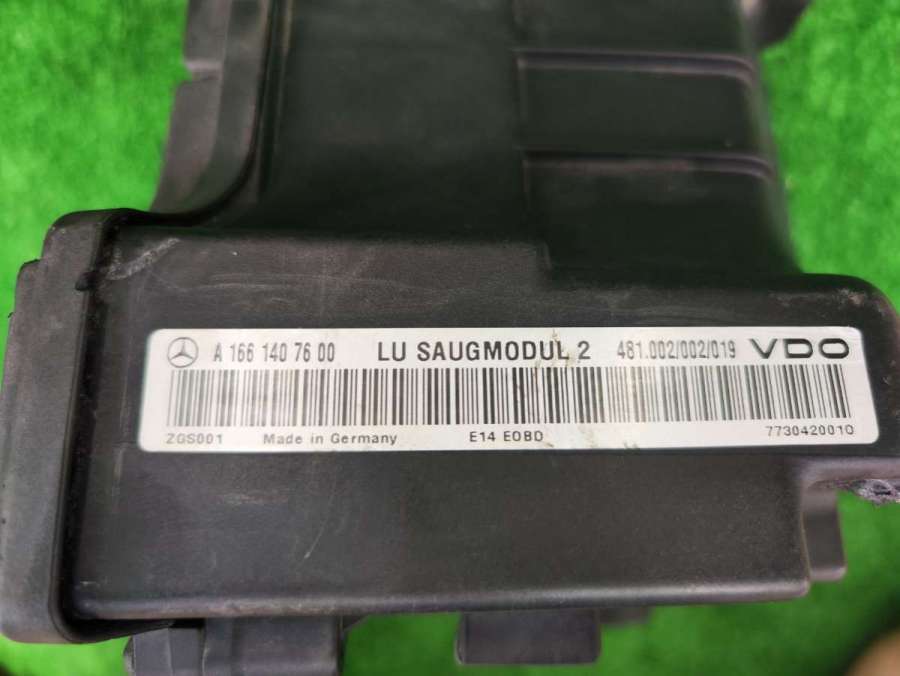 A 166 140 76 00 LU SAUGMODUL 2 481.002/002/019 VDO
ZGS001 Made in Germany E14 EOBD 7730420010